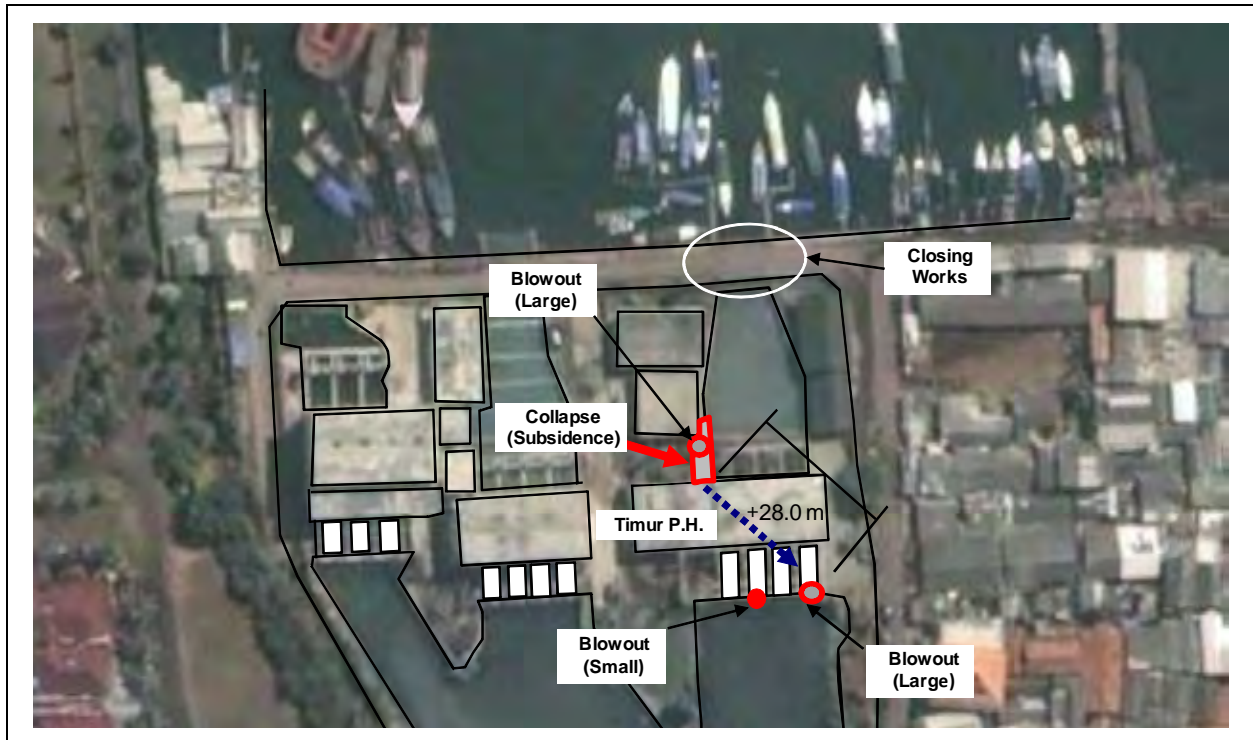 Blowout
(Large)
Closing
Works
Collapse
(Subsidence)
Timur P.H.
+28.0 m
Blowout
(Small)
Blowout
(Large)